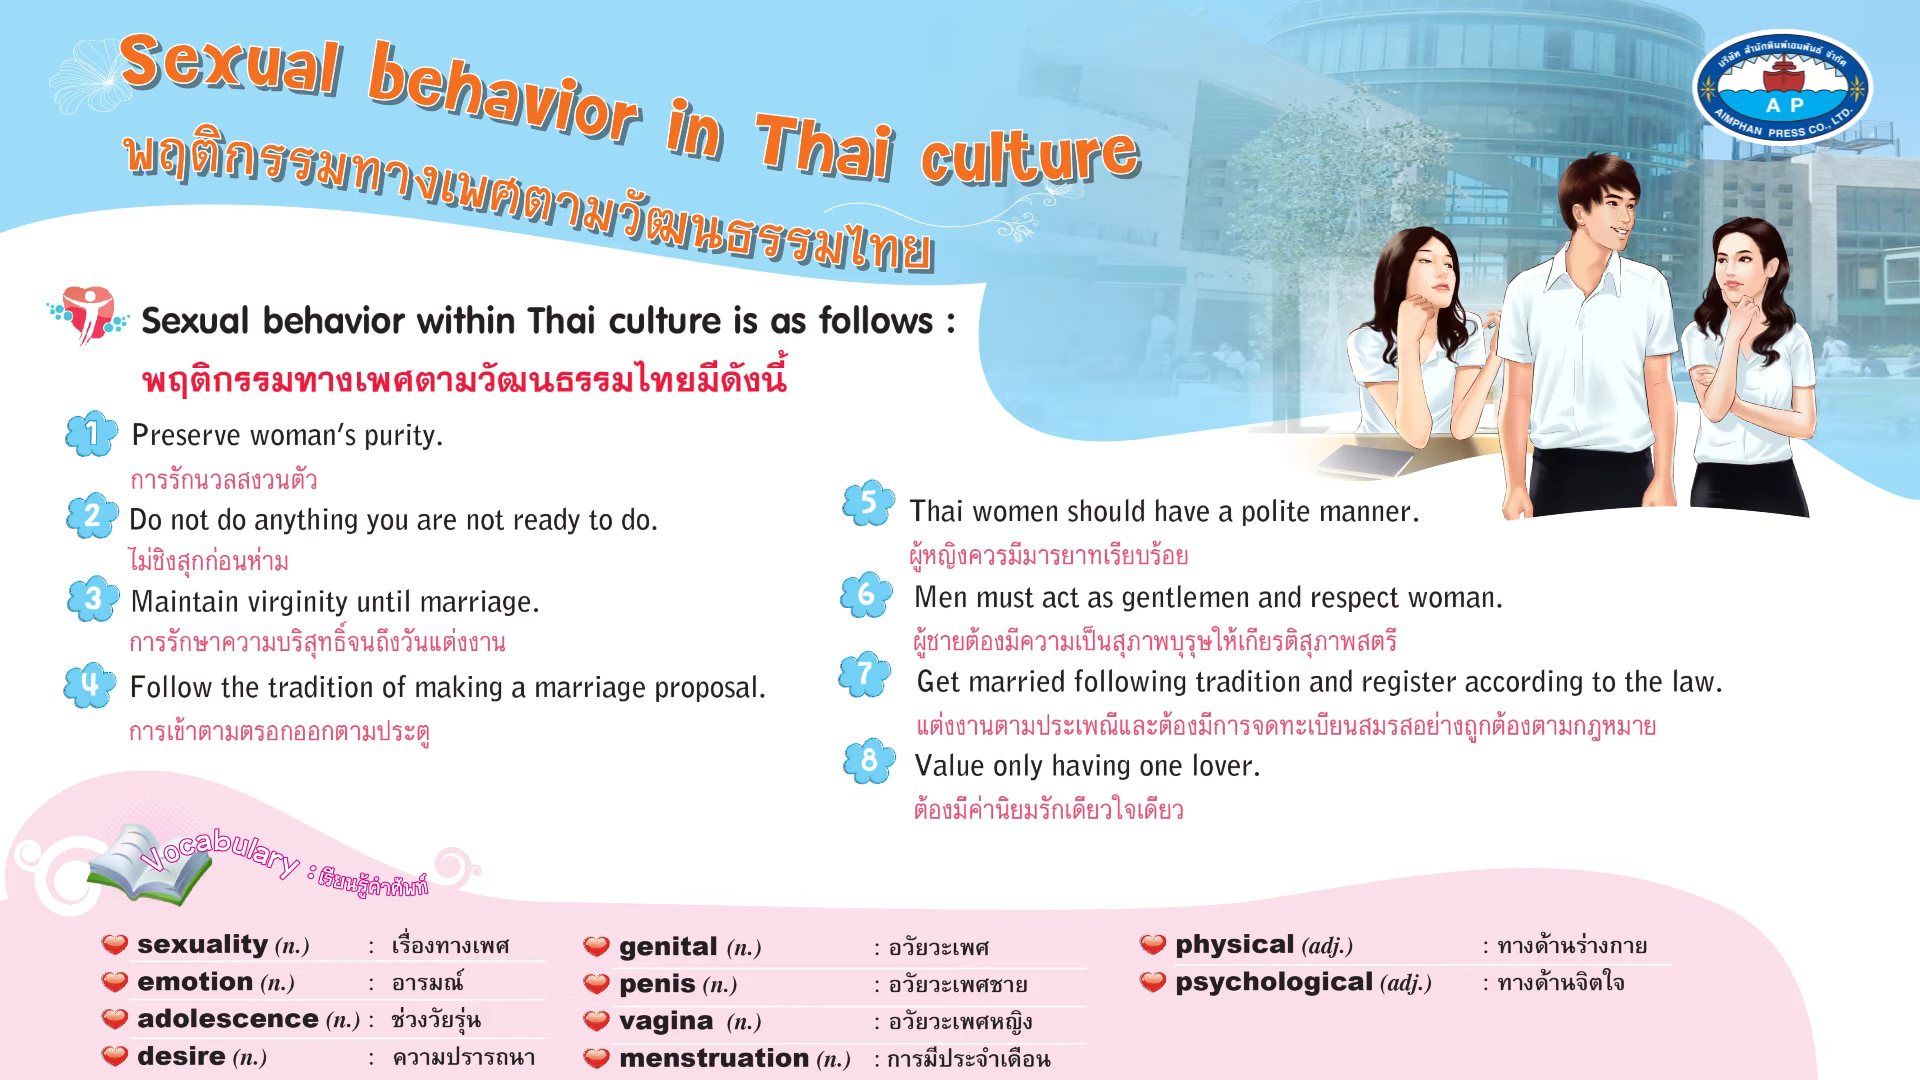 Sexual behavior in Thai culture
พฤติกรรมทางเพศตามวัฒนธรรมไทย
บริษัท สำนักพิมพ์เอมพันธ์ จำกัด
A P
AIMPHAN PRESS CO., LTD.
Sexual behavior within Thai culture is as follows :
พฤติกรรมทางเพศตามวัฒนธรรมไทยมีดังนี้
1 Preserve woman's purity.
การรักนวลสงวนตัว
2 Do not do anything you are not ready to do.
ไม่ชิงสุกก่อนห่าม
3 Maintain virginity until marriage.
การรักษาความบริสุทธิ์จนถึงวันแต่งงาน
4 Follow the tradition of making a marriage proposal.
การเข้าตามตรอกออกตามประตู
5 Thai women should have a polite manner.
ผู้หญิงควรมีมารยาทเรียบร้อย
6 Men must act as gentlemen and respect woman.
ผู้ชายต้องมีความเป็นสุภาพบุรุษให้เกียรติสุภาพสตรี
7 Get married following tradition and register according to the law.
แต่งงานตามประเพณีและต้องมีการจดทะเบียนสมรสอย่างถูกต้องตามกฎหมาย
8 Value only having one lover.
ต้องมีค่านิยมรักเดียวใจเดียว
Vocabulary : เรียนรู้คำศัพท์
sexuality (n.) : เรื่องทางเพศ
emotion (n.) : อารมณ์
adolescence (n.) : ช่วงวัยรุ่น
desire (n.) : ความปรารถนา
genital (n.) : อวัยวะเพศ
penis (n.) : อวัยวะเพศชาย
vagina (n.) : อวัยวะเพศหญิง
menstruation (n.) : การมีประจำเดือน
physical (adj.) : ทางด้านร่างกาย
psychological (adj.) : ทางด้านจิตใจ